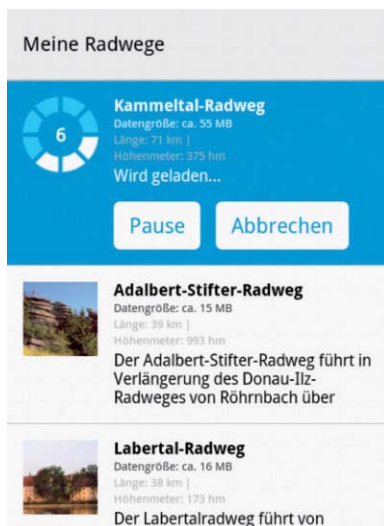 Meine Radwege
6
Kammeltal-Radweg
Datengröße: ca. 55 MB
Länge: 71 km |
Höhenmeter: 375 hm
Wird geladen...
Pause
Abbrechen
Adalbert-Stifter-Radweg
Datengröße: ca. 15 MB
Länge: 39 km |
Höhenmeter: 993 hm
Der Adalbert-Stifter-Radweg führt in
Verlängerung des Donau-Ilz-
Radweges von Röhrnbach über
Labertal-Radweg
Datengröße: ca. 16 MB
Länge: 38 km |
Höhenmeter: 173 hm
Der Labertalradweg führt von